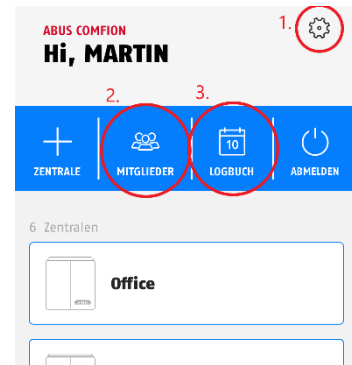 ABUS COMFION
1.
Hi, MARTIN
2.
3.
10
ZENTRALE
MITGLIEDER
LOGBUCH
ABMELDEN
6 Zentralen
Office